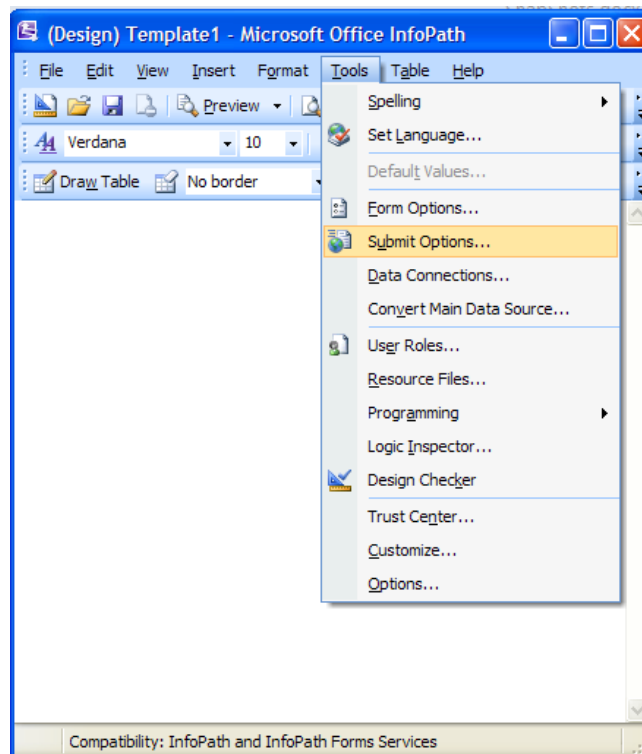 (Design) Template1 - Microsoft Office InfoPath
File Edit View Insert Format Tools Table Help
Preview
Verdana 10
Draw Table No border
Spelling
Set Language...
Default Values...
Form Options...
Submit Options...
Data Connections...
Convert Main Data Source...
User Roles...
Resource Files...
Programming
Logic Inspector...
Design Checker
Trust Center...
Customize...
Options...
Compatibility: InfoPath and InfoPath Forms Services